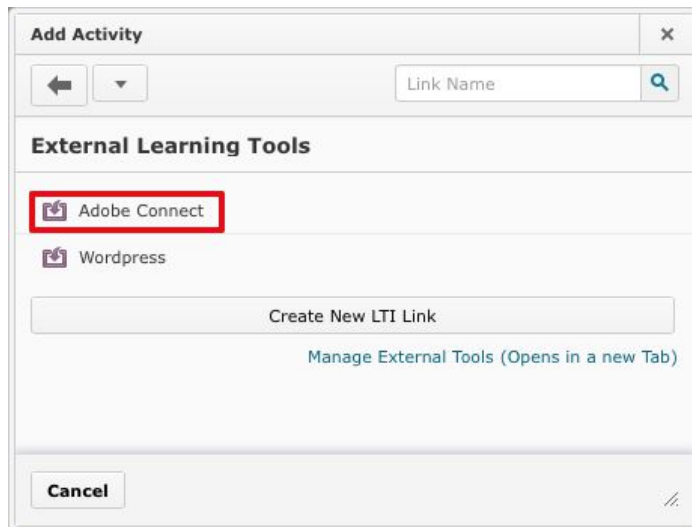 Add Activity
Link Name
External Learning Tools
Adobe Connect
Wordpress
Create New LTI Link
Manage External Tools (Opens in a new Tab)
Cancel